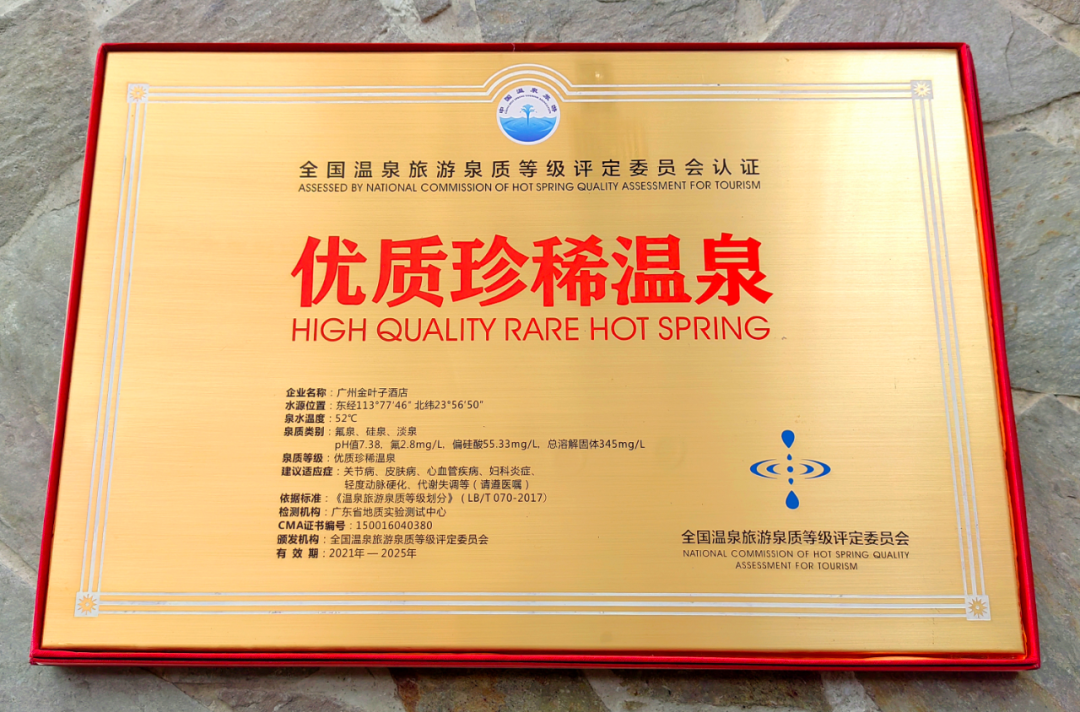 中国温泉旅游
全国温泉旅游泉质等级评定委员会认证
ASSESSED BY NATIONAL COMMISSION OF HOT SPRING QUALITY ASSESSMENT FOR TOURISM
优质珍稀温泉
HIGH QUALITY RARE HOT SPRING
企业名称：广州金叶子酒店
水源位置：东经113°77'46" 北纬23°56'50"
泉水温度：52℃
泉质类别：氟泉、硅泉、淡泉
pH值7.38，氟2.8mg/L，偏硅酸55.33mg/L，总溶解固体345mg/L
泉质等级：优质珍稀温泉
建议适应症：关节病、皮肤病、心血管疾病、妇科炎症、
轻度动脉硬化、代谢失调等（请遵医嘱）
依据标准：《温泉旅游泉质等级划分》（LB/T 070-2017）
检测机构：广东省地质实验测试中心
CMA证书编号：150016040380
颁发机构：全国温泉旅游泉质等级评定委员会
有 效 期：2021年 — 2025年
全国温泉旅游泉质等级评定委员会
NATIONAL COMMISSION OF HOT SPRING QUALITY
ASSESSMENT FOR TOURISM